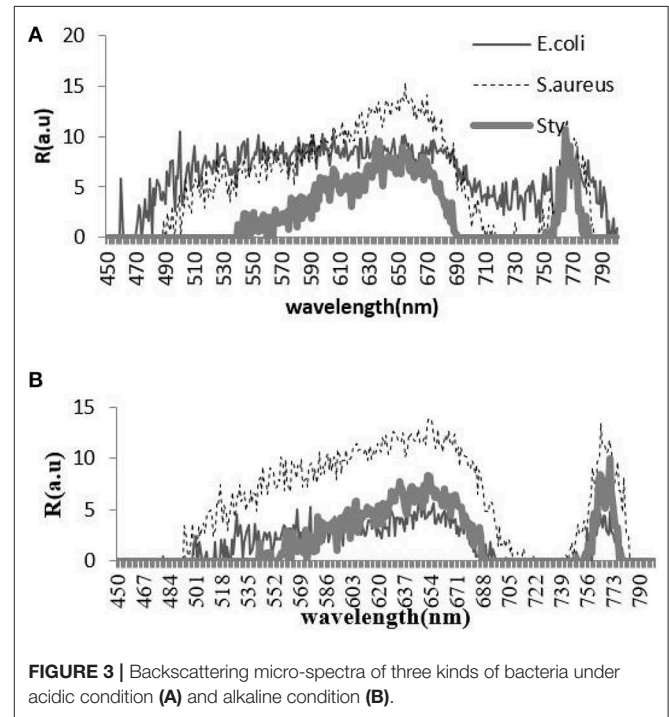 A
20
15
10
5
0
R(a.u)
E.coli
S.aureus
Sty
450 470 490 510 530 550 570 590 610 630 650 670 690 710 730 750 770 790
wavelength(nm)
B
15
10
5
0
R(a.u)
450 467 484 501 518 535 552 569 586 603 620 637 654 671 688 705 722 739 756 773 790
wavelength(nm)
FIGURE 3 | Backscattering micro-spectra of three kinds of bacteria under
acidic condition (A) and alkaline condition (B).